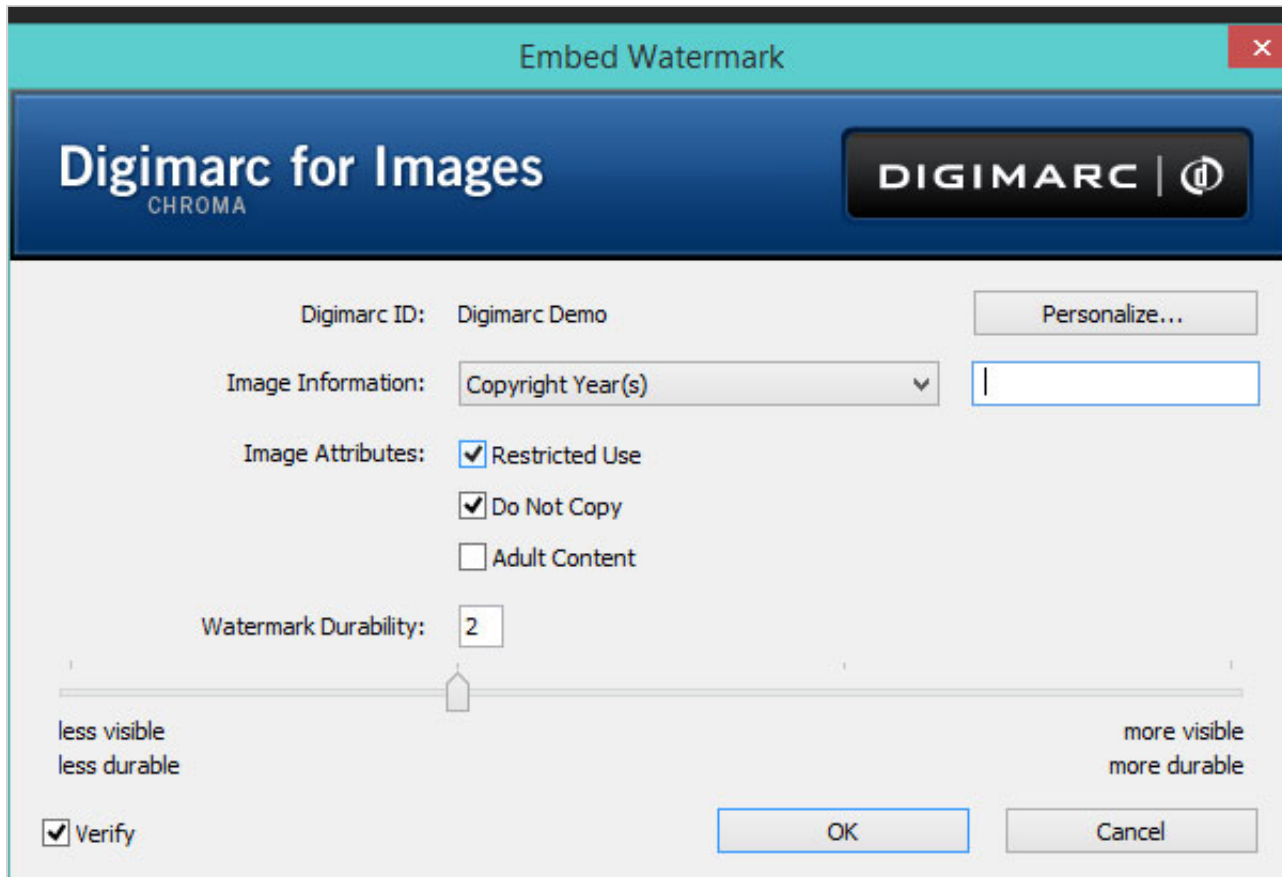 Embed Watermark
Digimarc for Images
CHROMA
DIGIMARC | d
Digimarc ID: Digimarc Demo Personalize...
Image Information: Copyright Year(s)
Image Attributes: Restricted Use
Do Not Copy
Adult Content
Watermark Durability: 2
less visible more visible
less durable more durable
Verify OK Cancel